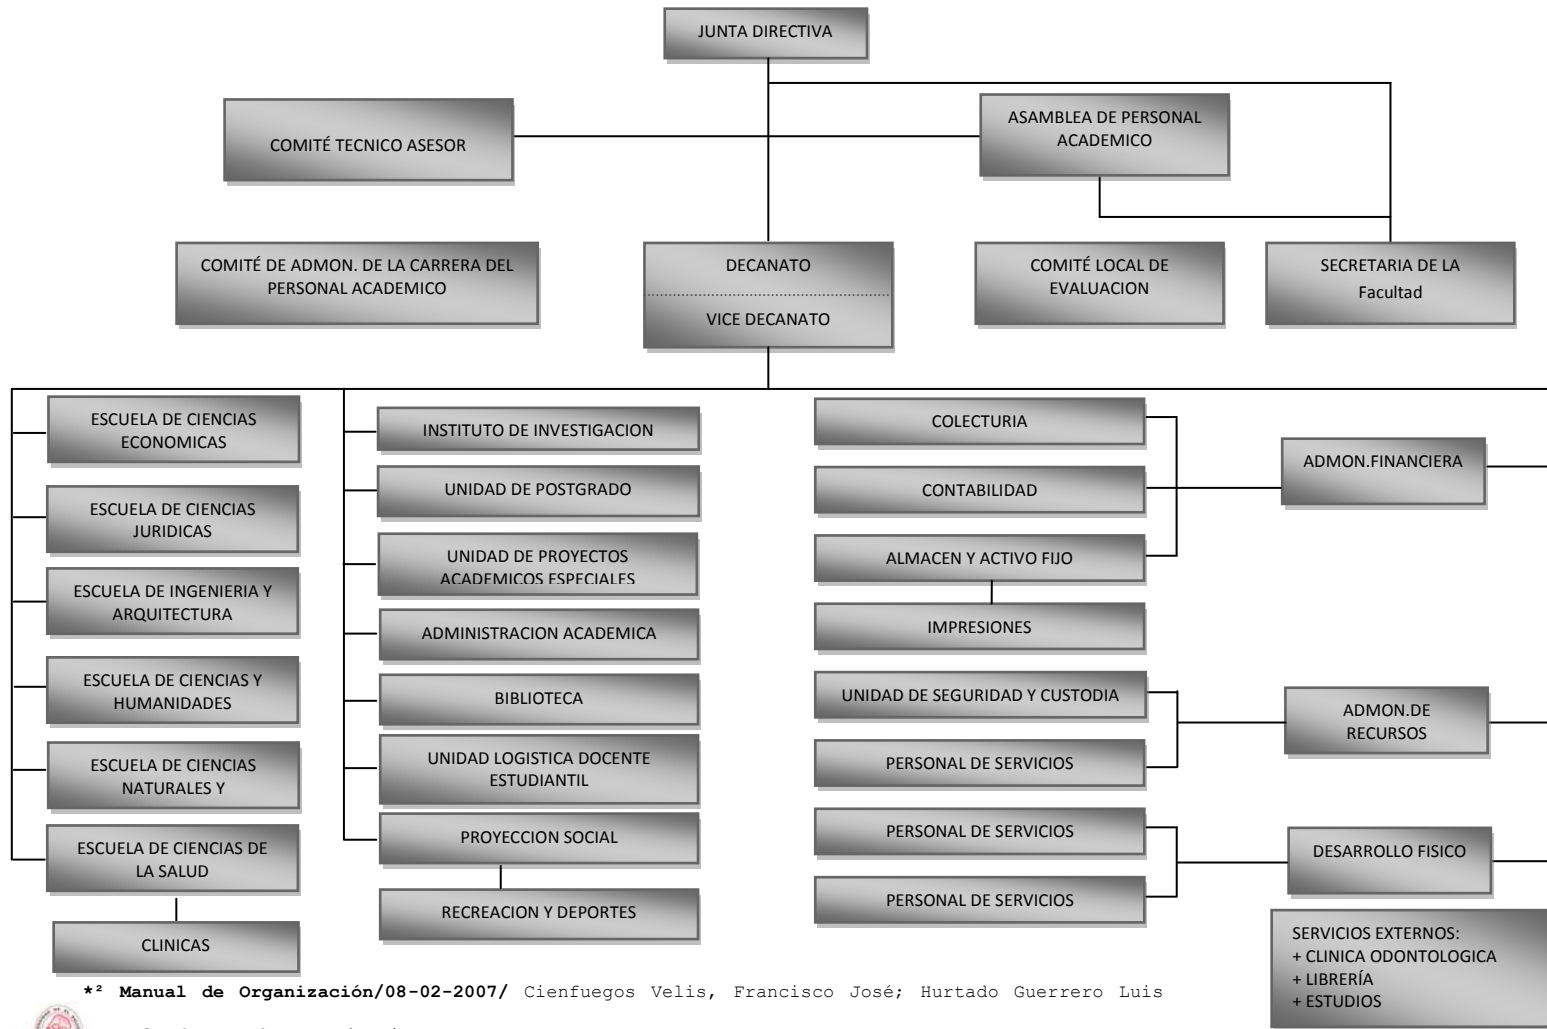 JUNTA DIRECTIVA
COMITÉ TECNICO ASESOR
ASAMBLEA DE PERSONAL
ACADEMICO
COMITÉ DE ADMON. DE LA CARRERA DEL
PERSONAL ACADEMICO
DECANATO
VICE DECANATO
COMITÉ LOCAL DE
EVALUACION
SECRETARIA DE LA
Facultad
ESCUELA DE CIENCIAS
ECONOMICAS
ESCUELA DE CIENCIAS
JURIDICAS
ESCUELA DE INGENIERIA Y
ARQUITECTURA
ESCUELA DE CIENCIAS Y
HUMANIDADES
ESCUELA DE CIENCIAS
NATURALES Y
ESCUELA DE CIENCIAS DE
LA SALUD
CLINICAS
INSTITUTO DE INVESTIGACION
UNIDAD DE POSTGRADO
UNIDAD DE PROYECTOS
ACADEMICOS ESPECIALES
ADMINISTRACION ACADEMICA
BIBLIOTECA
UNIDAD LOGISTICA DOCENTE
ESTUDIANTIL
PROYECCION SOCIAL
RECREACION Y DEPORTES
COLECTURIA
CONTABILIDAD
ALMACEN Y ACTIVO FIJO
IMPRESIONES
UNIDAD DE SEGURIDAD Y CUSTODIA
PERSONAL DE SERVICIOS
PERSONAL DE SERVICIOS
PERSONAL DE SERVICIOS
ADMON.FINANCIERA
ADMON.DE
RECURSOS
DESARROLLO FISICO
SERVICIOS EXTERNOS:
+ CLINICA ODONTOLOGICA
+ LIBRERÍA
+ ESTUDIOS
*² Manual de Organización/08-02-2007/ Cienfuegos Velis, Francisco José; Hurtado Guerrero Luis